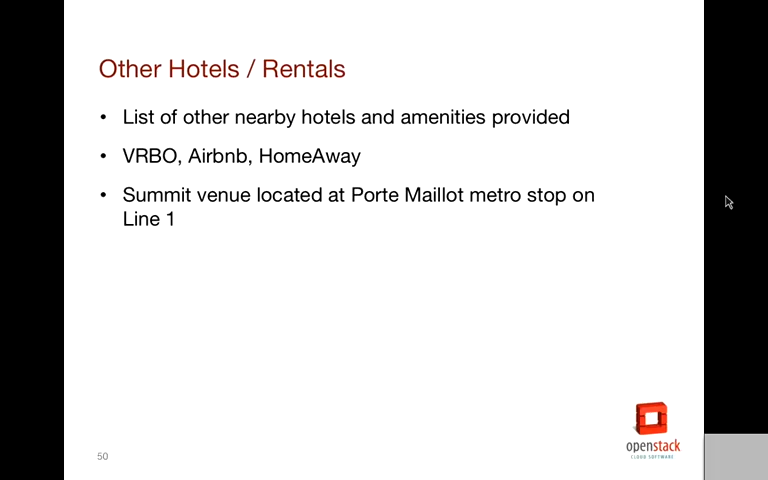 Other Hotels / Rentals
• List of other nearby hotels and amenities provided
• VRBO, Airbnb, HomeAway
• Summit venue located at Porte Maillot metro stop on
Line 1
openstack
CLOUD SOFTWARE
50